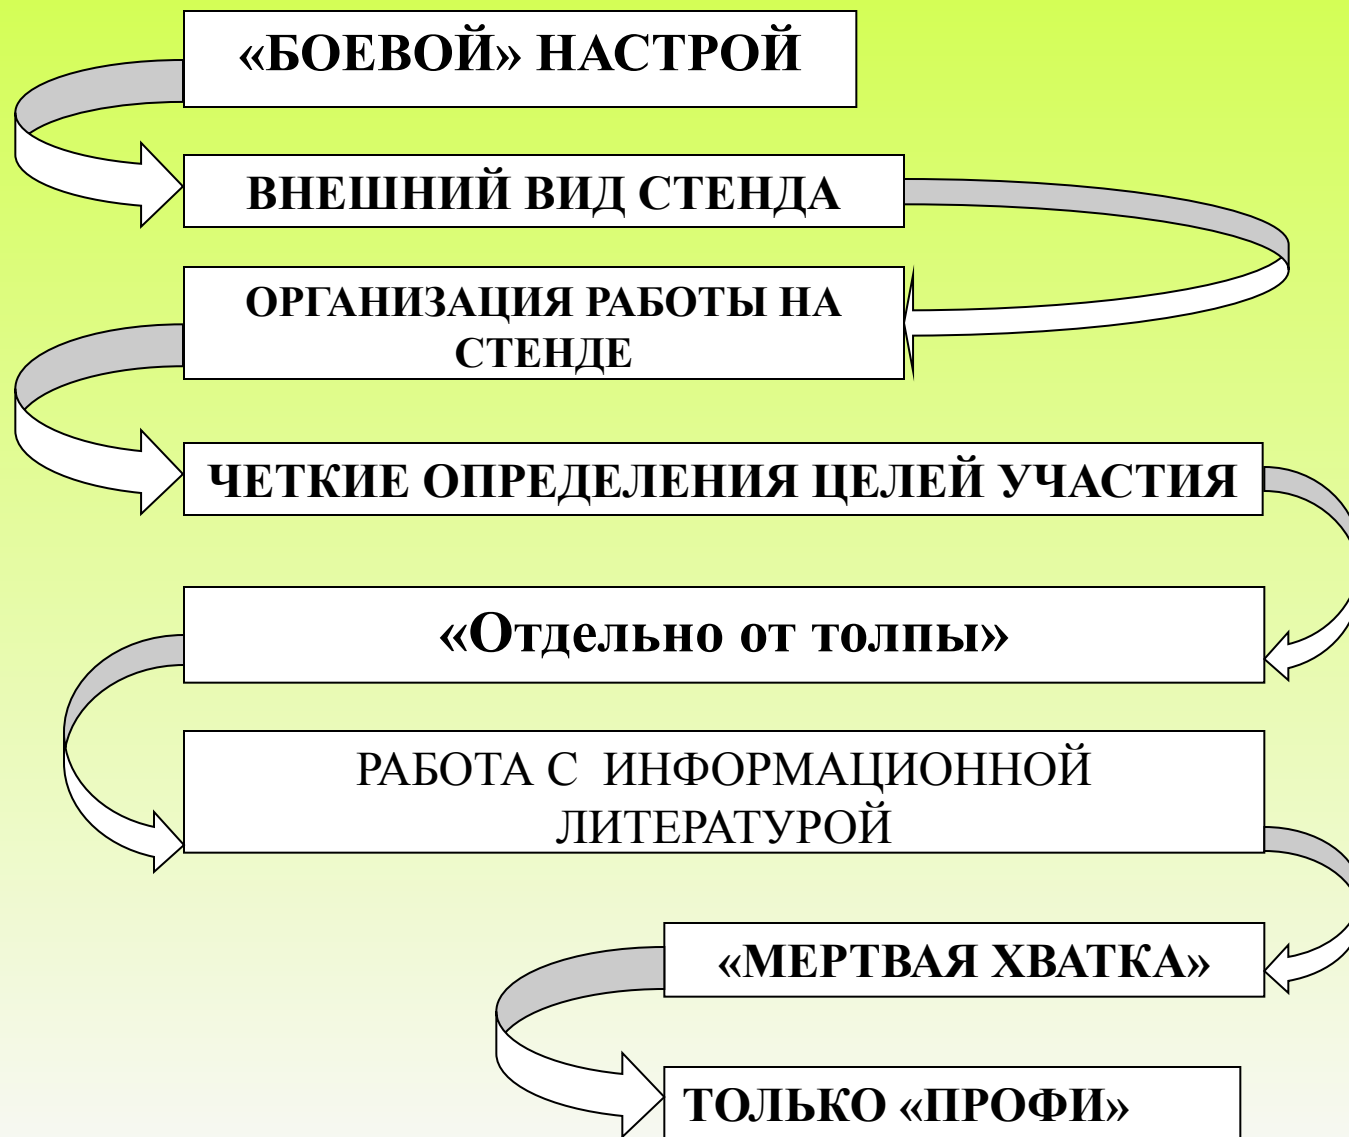 «БОЕВОЙ» НАСТРОЙ
ВНЕШНИЙ ВИД СТЕНДА
ОРГАНИЗАЦИЯ РАБОТЫ НА
СТЕНДЕ
ЧЕТКИЕ ОПРЕДЕЛЕНИЯ ЦЕЛЕЙ УЧАСТИЯ
«Отдельно от толпы»
РАБОТА С ИНФОРМАЦИОННОЙ
ЛИТЕРАТУРОЙ
«МЕРТВАЯ ХВАТКА»
ТОЛЬКО «ПРОФИ»